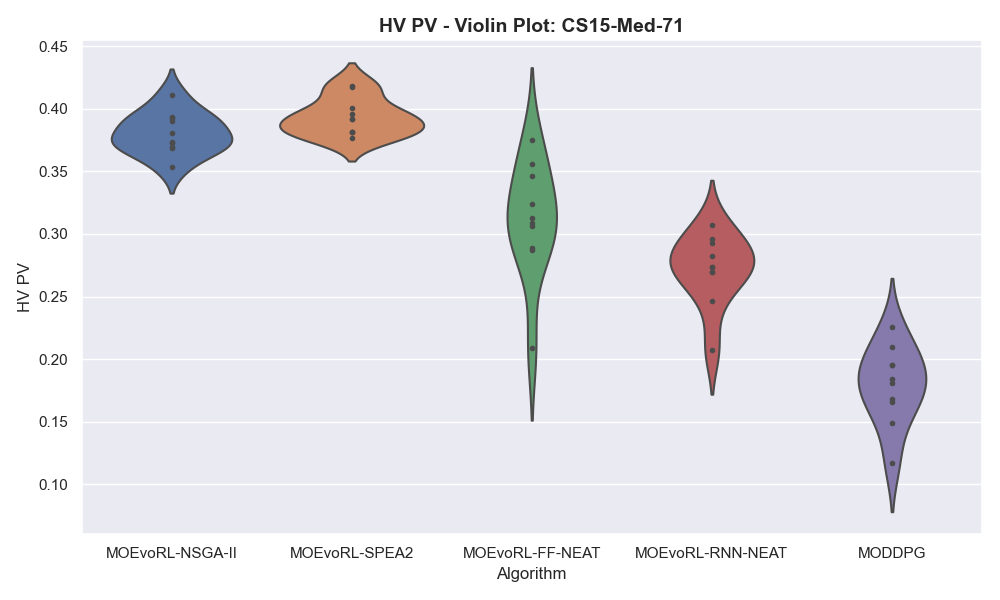 HV PV - Violin Plot: CS15-Med-71
0.45
0.40
0.35
0.30
0.25
0.20
0.15
0.10
HV PV
MOEvoRL-NSGA-II MOEvoRL-SPEA2 MOEvoRL-FF-NEAT MOEvoRL-RNN-NEAT MODDPG
Algorithm